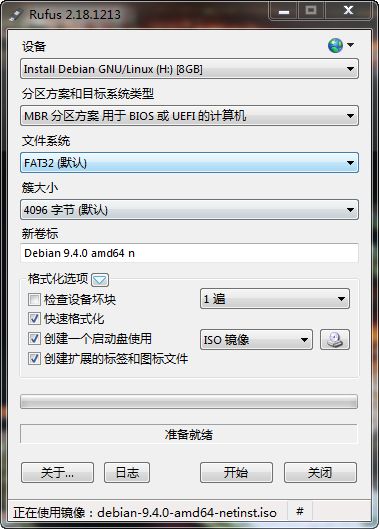 Rufus 2.18.1213
设备
Install Debian GNU/Linux (H:) [8GB]
分区方案和目标系统类型
MBR 分区方案 用于 BIOS 或 UEFI 的计算机
文件系统
FAT32 (默认)
簇大小
4096 字节 (默认)
新卷标
Debian 9.4.0 amd64 n
格式化选项
检查设备坏块 1 遍
快速格式化
创建一个启动盘使用 ISO 镜像
创建扩展的标签和图标文件
准备就绪
关于... 日志 开始 关闭
正在使用镜像：debian-9.4.0-amd64-netinst.iso #